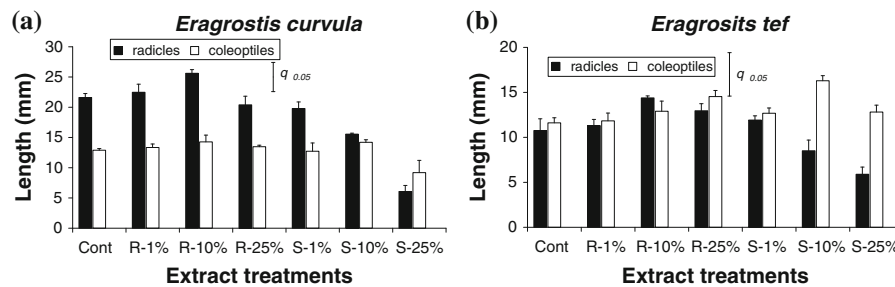 (a)
Eragrostis curvula
radicles
coleoptiles
q 0.05
Length (mm)
30
25
20
15
10
5
0
Cont R-1% R-10% R-25% S-1% S-10% S-25%
Extract treatments
(b)
Eragrosits tef
radicles
coleoptiles
q 0.05
Length (mm)
20
15
10
5
0
Cont R-1% R-10% R-25% S-1% S-10% S-25%
Extract treatments